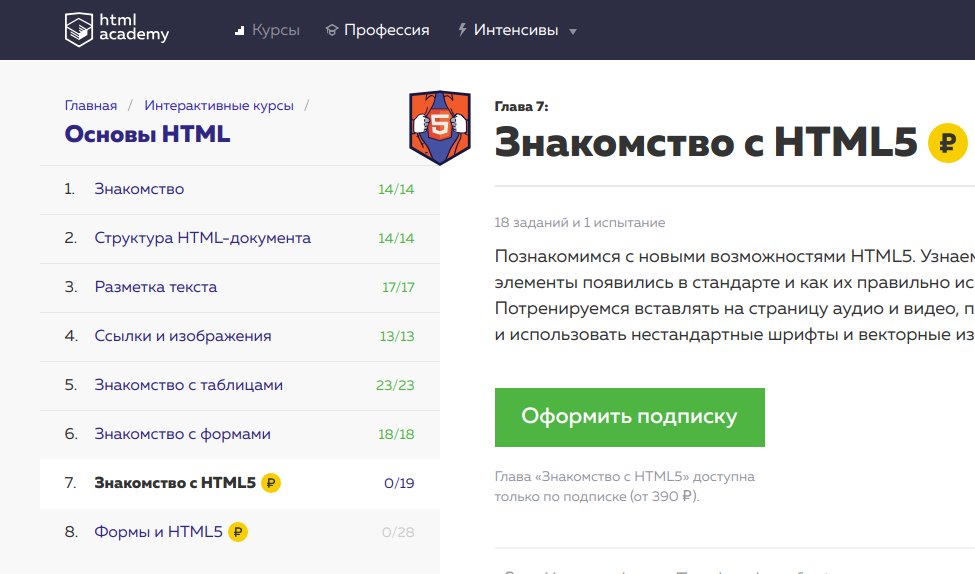 html
academy
Курсы
Профессия
Интенсивы
Главная / Интерактивные курсы /
Основы HTML
1. Знакомство 14/14
2. Структура HTML-документа 14/14
3. Разметка текста 17/17
4. Ссылки и изображения 13/13
5. Знакомство с таблицами 23/23
6. Знакомство с формами 18/18
7. Знакомство с HTML5 ₽ 0/19
8. Формы и HTML5 ₽ 0/28
5
Глава 7:
Знакомство с HTML5 ₽
18 заданий и 1 испытание
Познакомимся с новыми возможностями HTML5. Узнаем
элементы появились в стандарте и как их правильно ис
Потренируемся вставлять на страницу аудио и видео, п
и использовать нестандартные шрифты и векторные из
Оформить подписку
Глава «Знакомство с HTML5» доступна
только по подписке (от 390 ₽).